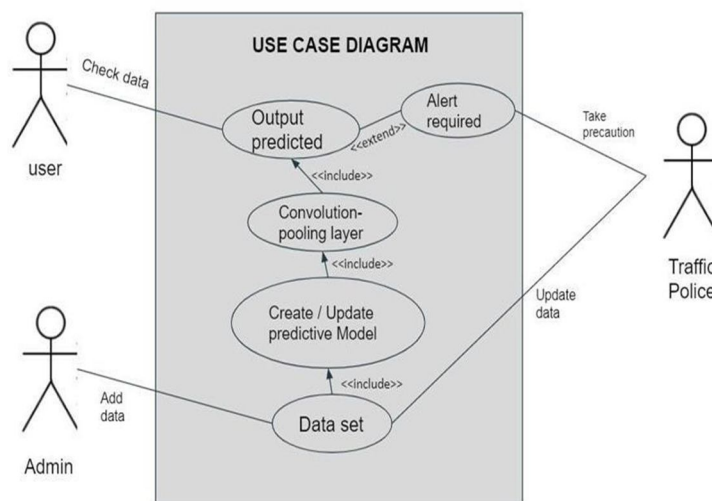 USE CASE DIAGRAM
Check data
user
Output
predicted
<<extend>>
Alert
required
Take
precaution
<<include>>
Convolution-
pooling layer
<<include>>
Traffic
Police
Create / Update
predictive Model
Update
data
<<include>>
Add
data
Data set
Admin